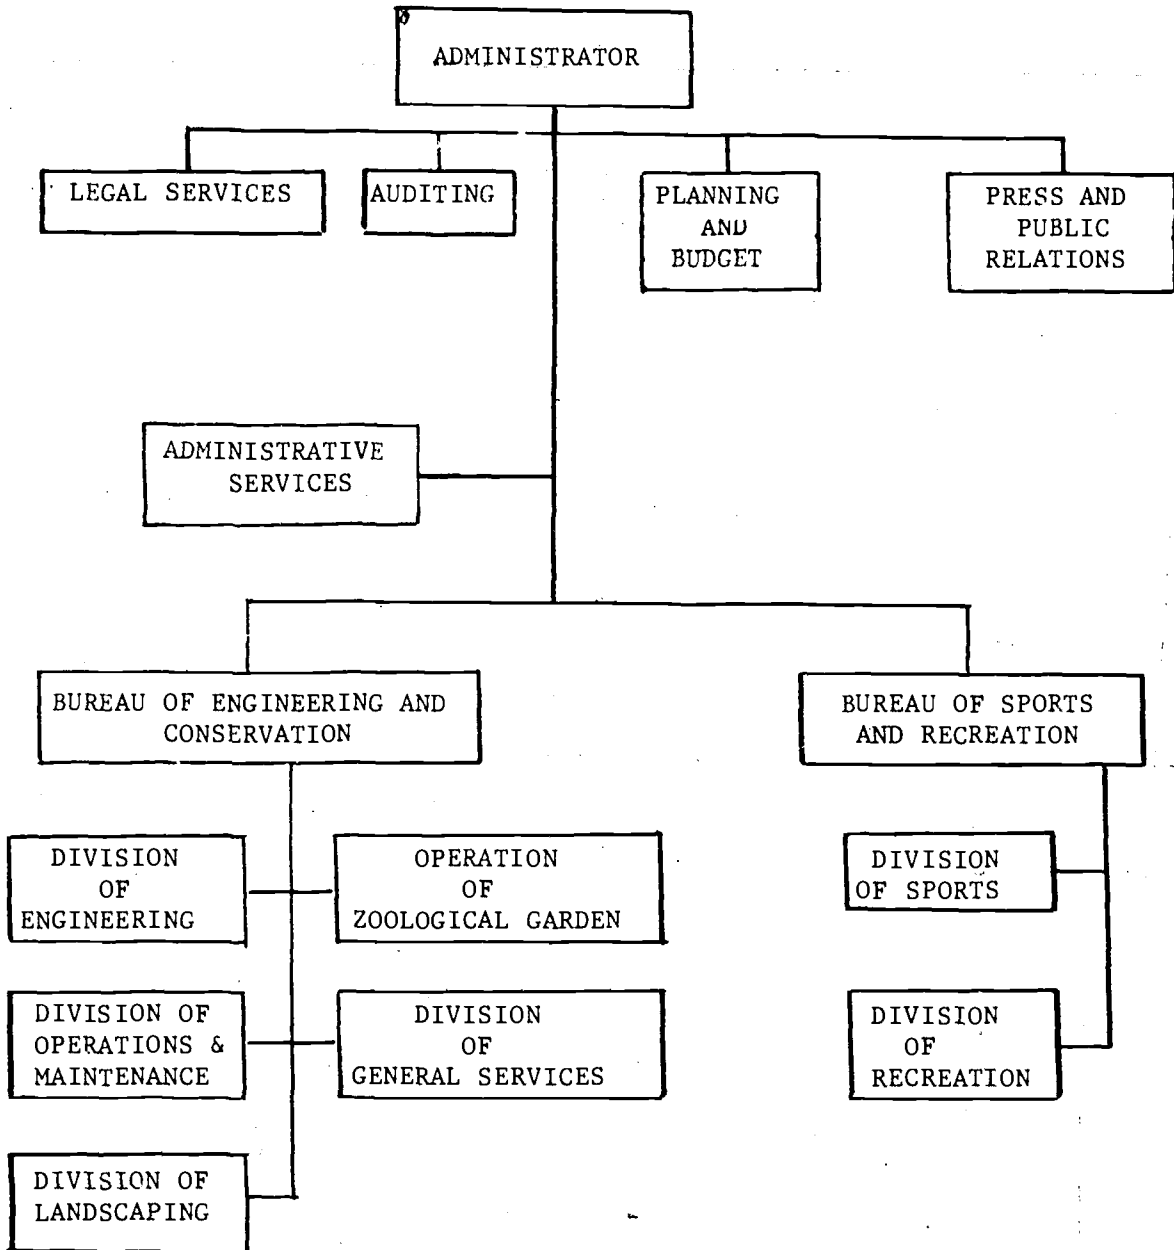 ADMINISTRATOR
LEGAL SERVICES
AUDITING
PLANNING
AND
BUDGET
PRESS AND
PUBLIC
RELATIONS
ADMINISTRATIVE
SERVICES
BUREAU OF ENGINEERING AND
CONSERVATION
BUREAU OF SPORTS
AND RECREATION
DIVISION
OF
ENGINEERING
OPERATION
OF
ZOOLOGICAL GARDEN
DIVISION
OF SPORTS
DIVISION OF
OPERATIONS &
MAINTENANCE
DIVISION
OF
GENERAL SERVICES
DIVISION
OF
RECREATION
DIVISION OF
LANDSCAPING